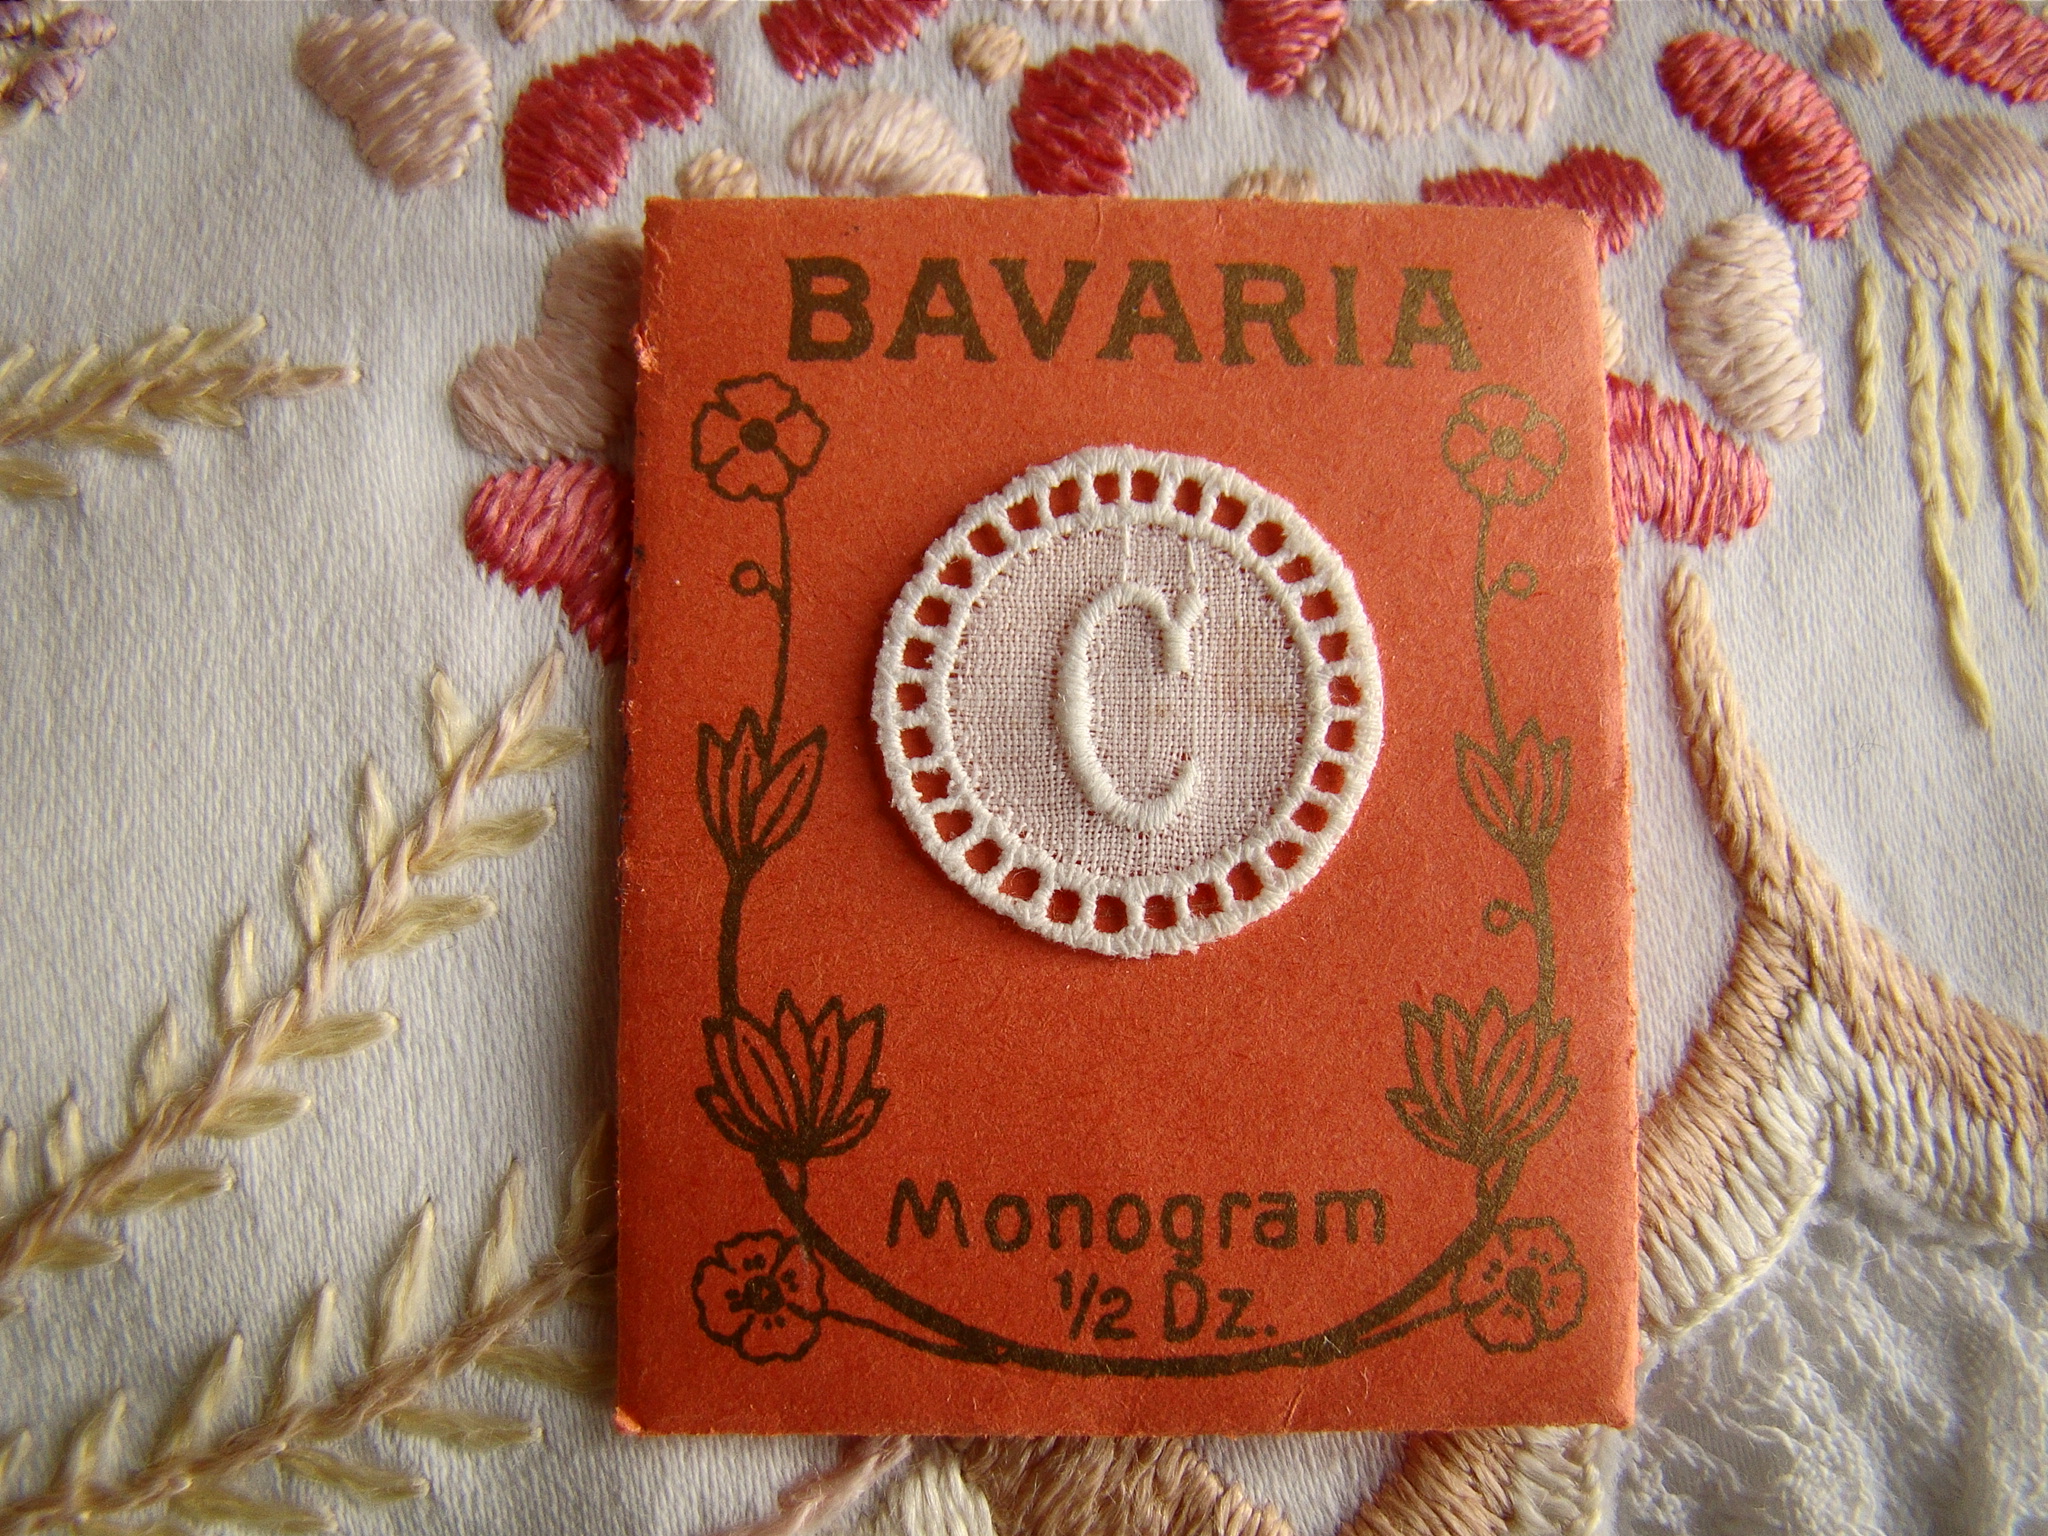 BAVARIA
C
Monogram
1/2 Dz.